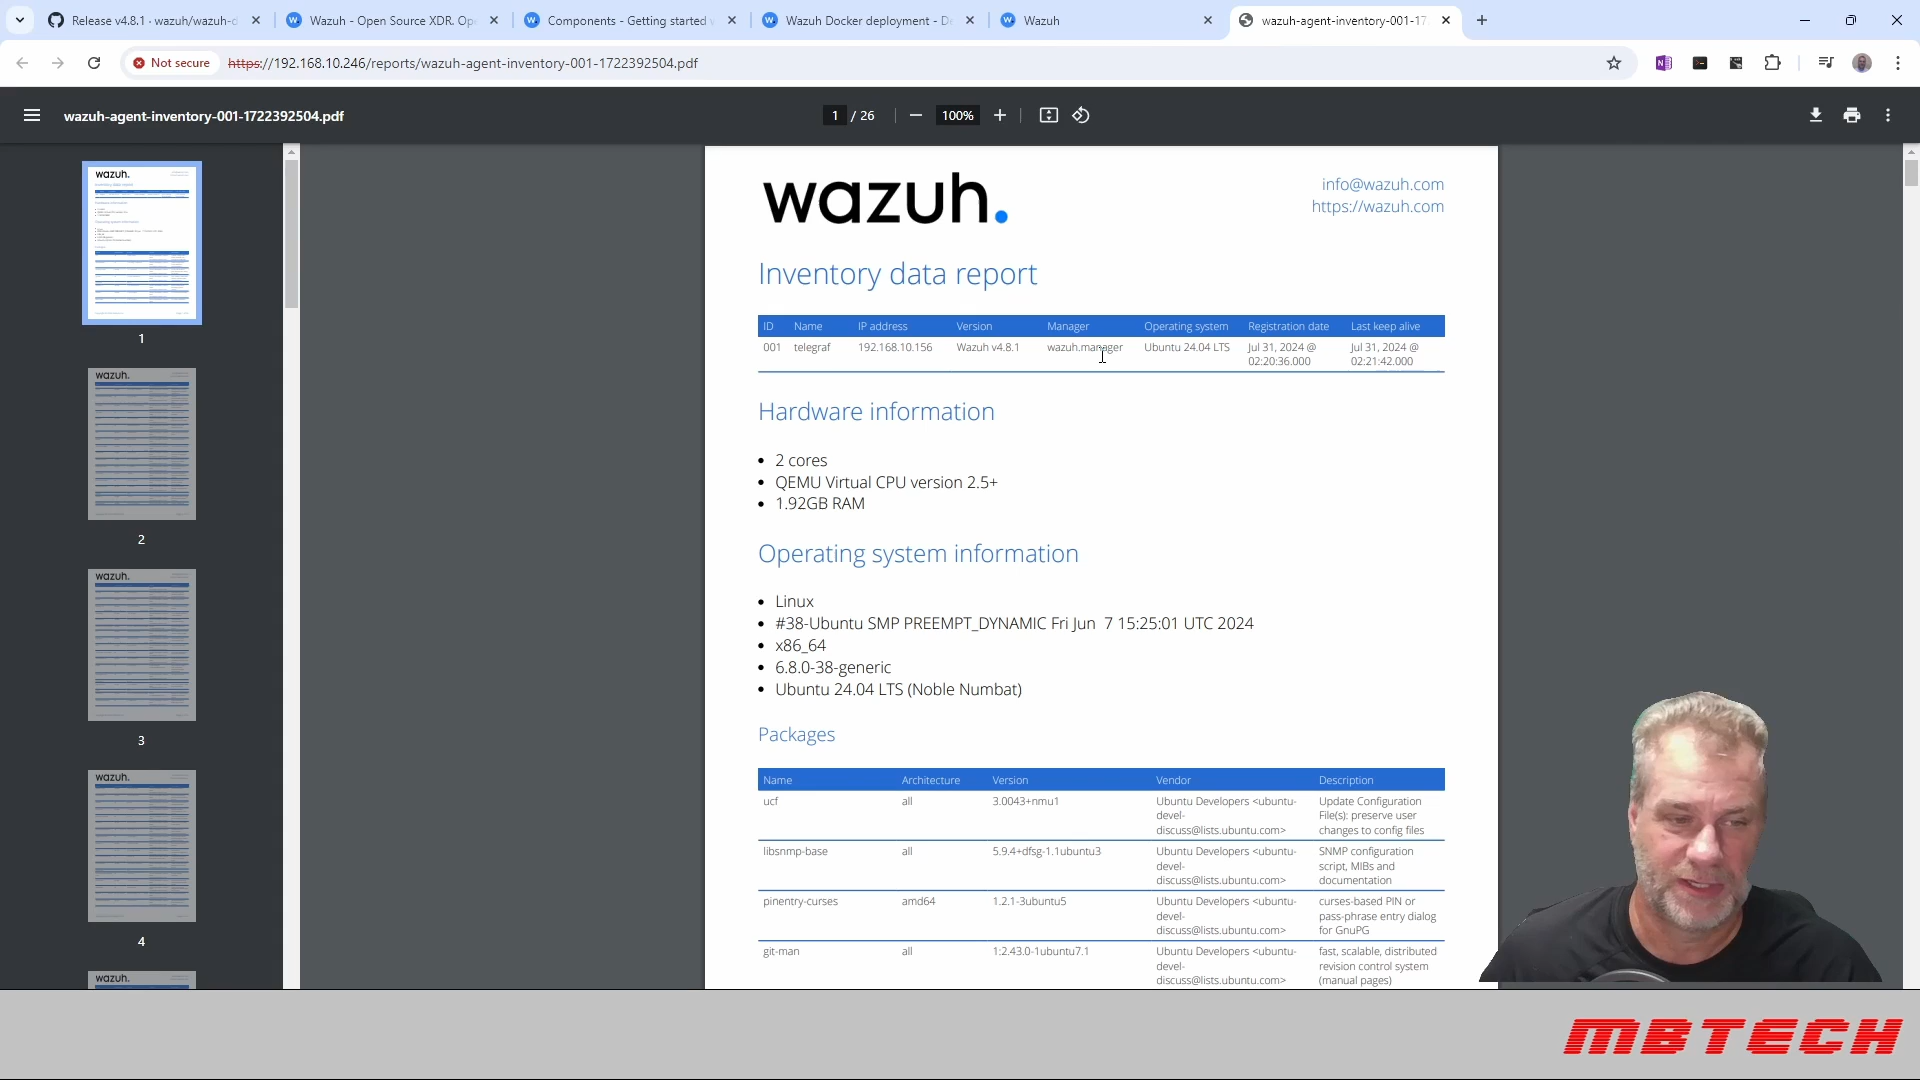 Release v4.8.1 · wazuh/wazuh-d
Wazuh - Open Source XDR. Op
Components - Getting started
Wazuh Docker deployment - D
Wazuh
wazuh-agent-inventory-001-17
Not secure
https://192.168.10.246/reports/wazuh-agent-inventory-001-1722392504.pdf
wazuh-agent-inventory-001-1722392504.pdf
1 / 26
100%
1
2
3
4
wazuh.
info@wazuh.com
https://wazuh.com
Inventory data report
ID Name IP address Version Manager Operating system Registration date Last keep alive
001 telegraf 192.168.10.156 Wazuh v4.8.1 wazuh.manager Ubuntu 24.04 LTS Jul 31, 2024 @ Jul 31, 2024 @
02:20:36.000 02:21:42.000
Hardware information
• 2 cores
• QEMU Virtual CPU version 2.5+
• 1.92GB RAM
Operating system information
• Linux
• #38-Ubuntu SMP PREEMPT_DYNAMIC Fri Jun 7 15:25:01 UTC 2024
• x86_64
• 6.8.0-38-generic
• Ubuntu 24.04 LTS (Noble Numbat)
Packages
Name Architecture Version Vendor Description
ucf all 3.0043+nmu1 Ubuntu Developers <ubuntu- Update Configuration
devel- File(s): preserve user
discuss@lists.ubuntu.com> changes to config files
libsnmp-base all 5.9.4+dfsg-1.1ubuntu3 Ubuntu Developers <ubuntu- SNMP configuration
devel- script, MIBs and
discuss@lists.ubuntu.com> documentation
pinentry-curses amd64 1.2.1-3ubuntu5 Ubuntu Developers <ubuntu- curses-based PIN or
devel- pass-phrase entry dialog
discuss@lists.ubuntu.com> for GnuPG
git-man all 1:2.43.0-1ubuntu7.1 Ubuntu Developers <ubuntu- fast, scalable, distributed
devel- revision control system
discuss@lists.ubuntu.com> (manual pages)
MBTECH